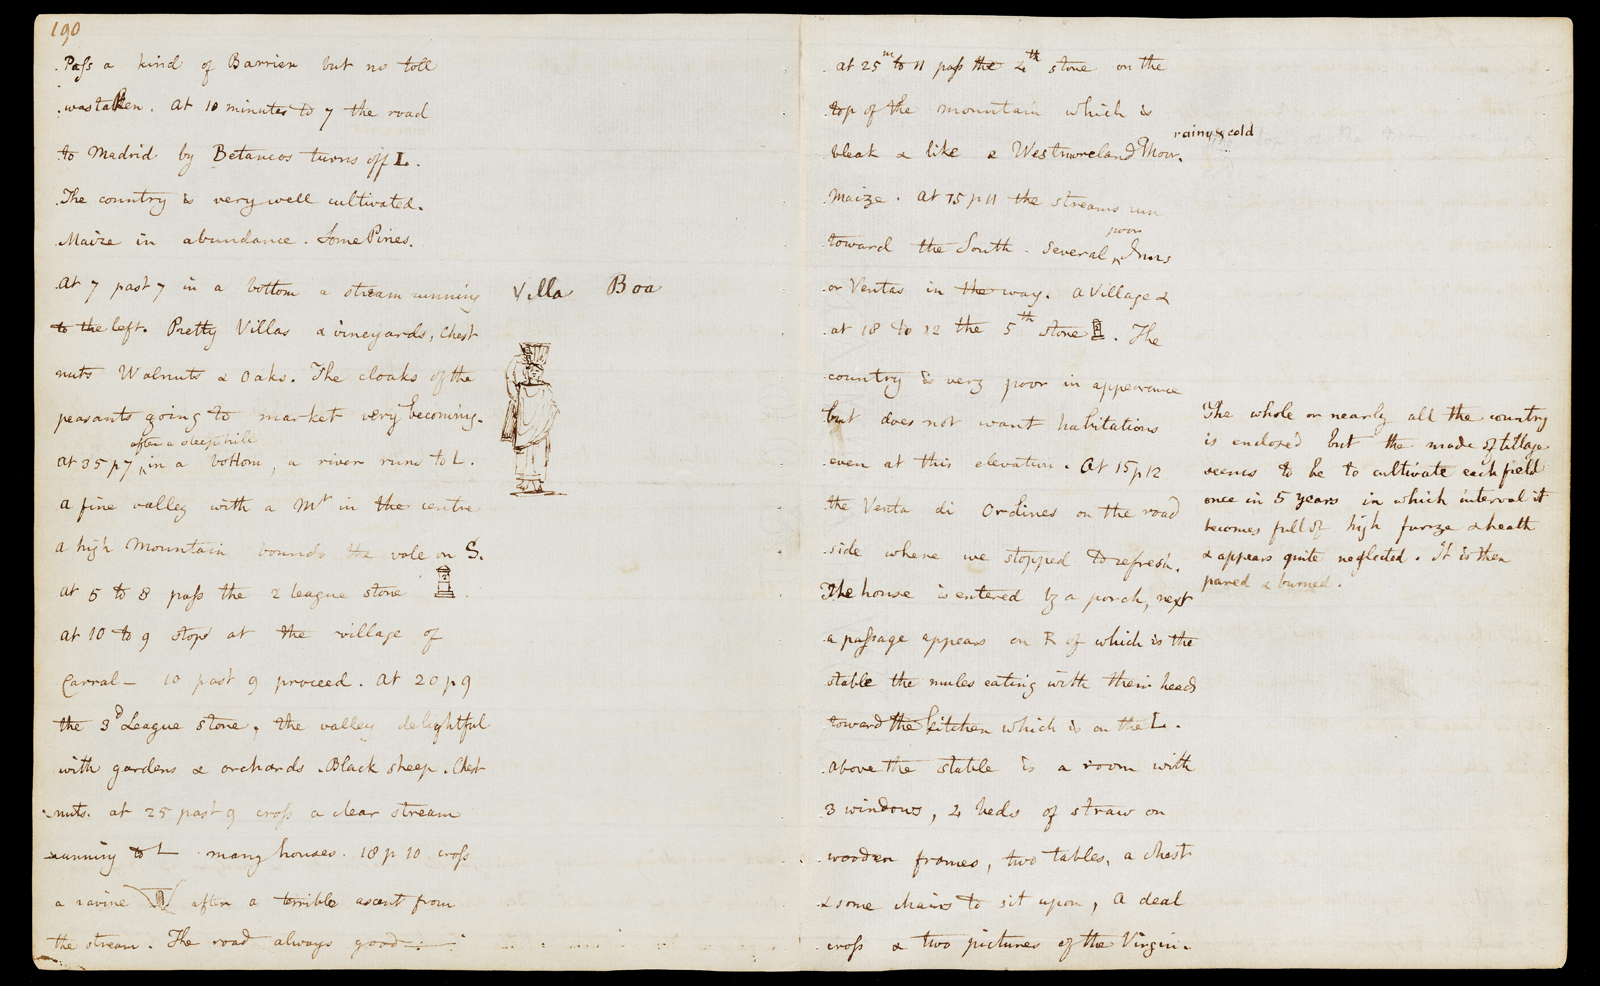 190
Pass a kind of Barrier but no toll
was taken. At 10 minutes to 7 the road
to Madrid by Betancos turns off L.
The country is very well cultivated.
Maize in abundance. Some Pines.
At 7 past 7 in a bottom a stream running
to the left. Pretty Villas & vineyards, Chest
nuts Walnuts & Oaks. The cloaks of the
peasants going to market very becoming.
after a steep hill
At 35 p 7 in a bottom, a river runs to L.
a fine valley with a Mt in the centre
A high Mountain bounds the vale on S.
At 5 to 8 pass the 2 league stone
At 10 to 9 stops at the village of
Carral — 10 past 9 proceed. At 20 p 9
the 3d League stone, the valley delightful
with gardens & orchards. Black sheep. Chest
nuts. at 25 past 9 cross a clear stream
running to L many houses. 18 p 10 cross
a ravine after a terrible ascent from
the stream. The road always good
Villa Boa
at 25m to 11 pass the 4th stone on the
top of the mountain which is
rainy & cold
bleak & like a Westmoreland Moor.
Maize. At 15 p 11 the streams run
toward the South. Several poor Inns
or Ventas in the way. A Village &
at 18 to 12 the 5th stone. The
country is very poor in appearance
but does not want habitations
even at this elevation. At 15 p 12
the Venta di Ordines on the road
side where we stopped to refresh.
The house is entered by a porch, next
a passage appears on R of which is the
stable the mules eating with their heads
toward the kitchen which is on the L.
Above the stable is a room with
3 windows, 4 beds of straw on
wooden frames, two tables, a chest
& some chairs to sit upon, A deal
cross & two pictures of the Virgin.
The whole or nearly all the country
is enclosed but the mode of tillage
seems to be to cultivate each field
once in 5 years in which interval it
becomes full of high furze & heath
& appears quite neglected. It is then
pared & burned.